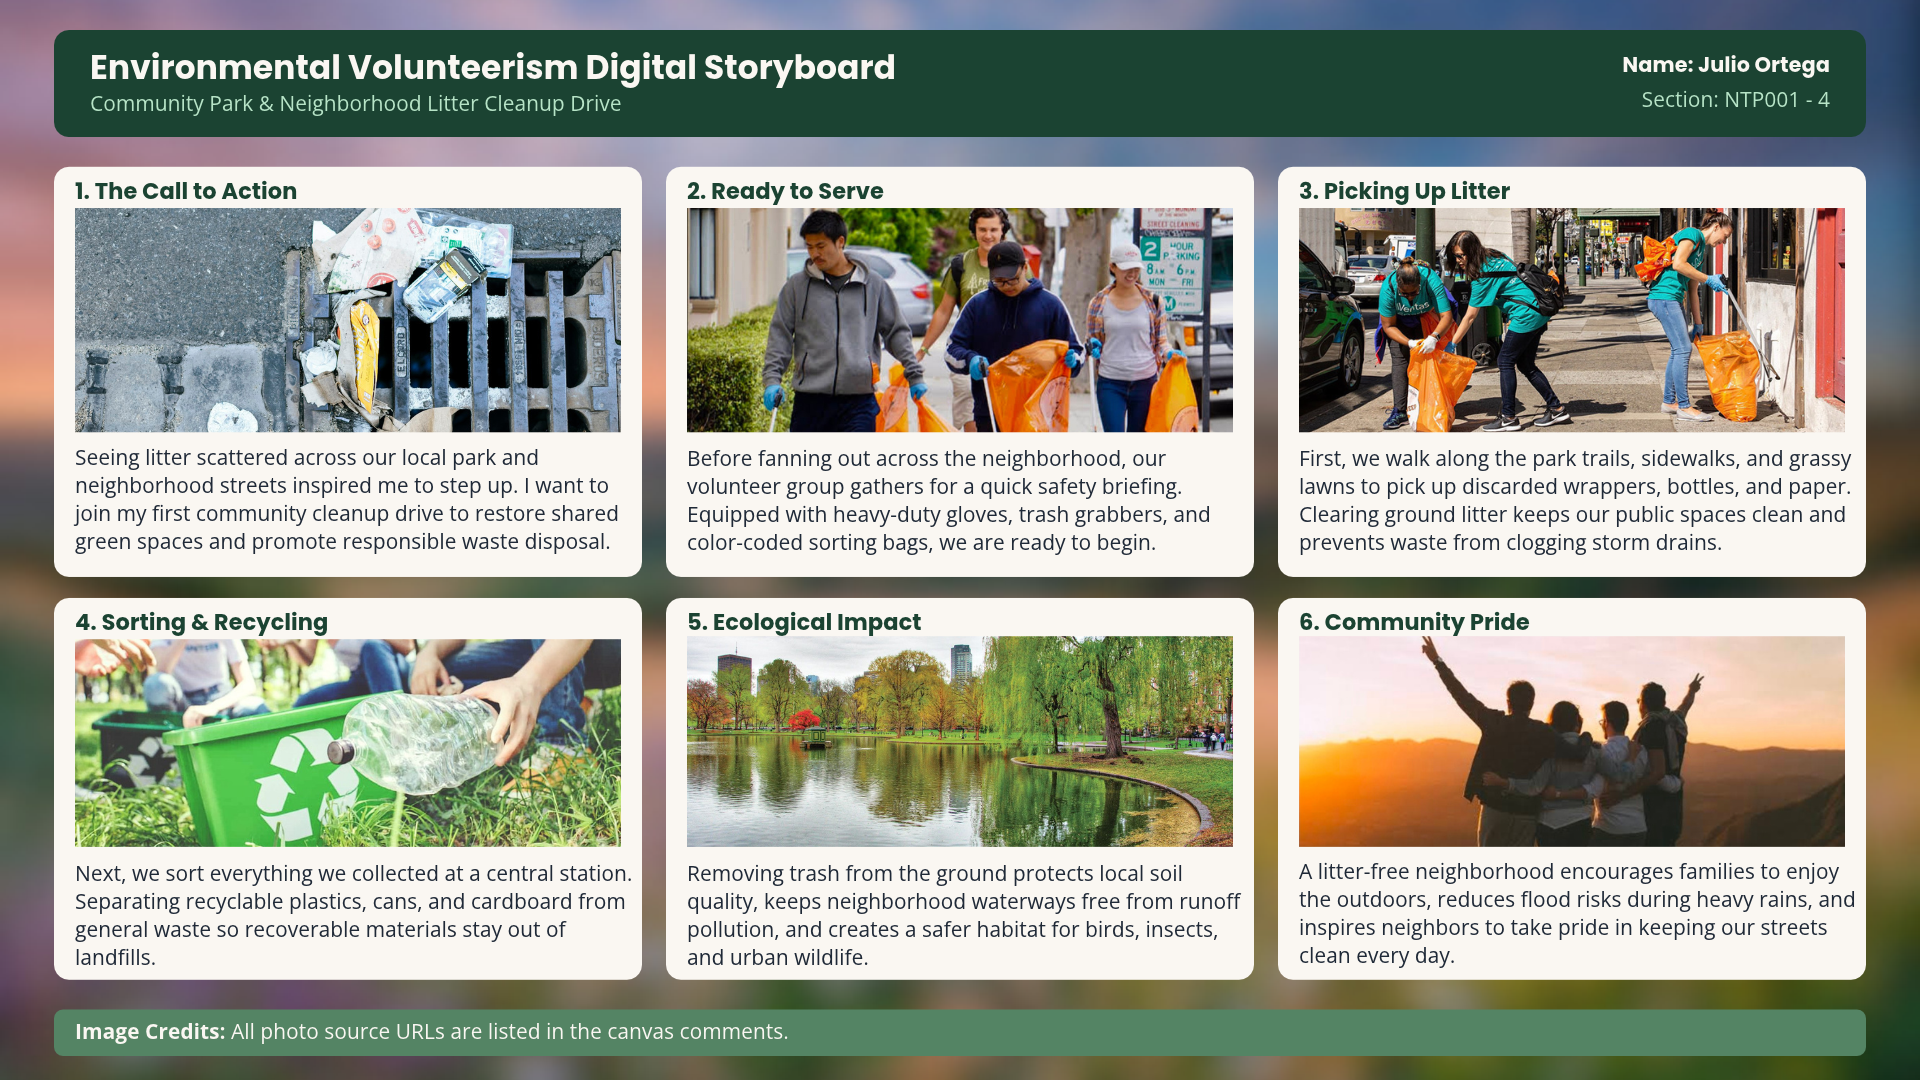 Environmental Volunteerism Digital Storyboard
Community Park & Neighborhood Litter Cleanup Drive
Name: Julio Ortega
Section: NTP001 - 4
1. The Call to Action
Seeing litter scattered across our local park and
neighborhood streets inspired me to step up. I want to
join my first community cleanup drive to restore shared
green spaces and promote responsible waste disposal.
2. Ready to Serve
STREET CLEANING
2 HOUR
PARKING
8 AM 6 PM
MON FRI
Before fanning out across the neighborhood, our
volunteer group gathers for a quick safety briefing.
Equipped with heavy-duty gloves, trash grabbers, and
color-coded sorting bags, we are ready to begin.
3. Picking Up Litter
First, we walk along the park trails, sidewalks, and grassy
lawns to pick up discarded wrappers, bottles, and paper.
Clearing ground litter keeps our public spaces clean and
prevents waste from clogging storm drains.
4. Sorting & Recycling
Next, we sort everything we collected at a central station.
Separating recyclable plastics, cans, and cardboard from
general waste so recoverable materials stay out of
landfills.
5. Ecological Impact
Removing trash from the ground protects local soil
quality, keeps neighborhood waterways free from runoff
pollution, and creates a safer habitat for birds, insects,
and urban wildlife.
6. Community Pride
A litter-free neighborhood encourages families to enjoy
the outdoors, reduces flood risks during heavy rains, and
inspires neighbors to take pride in keeping our streets
clean every day.
Image Credits: All photo source URLs are listed in the canvas comments.